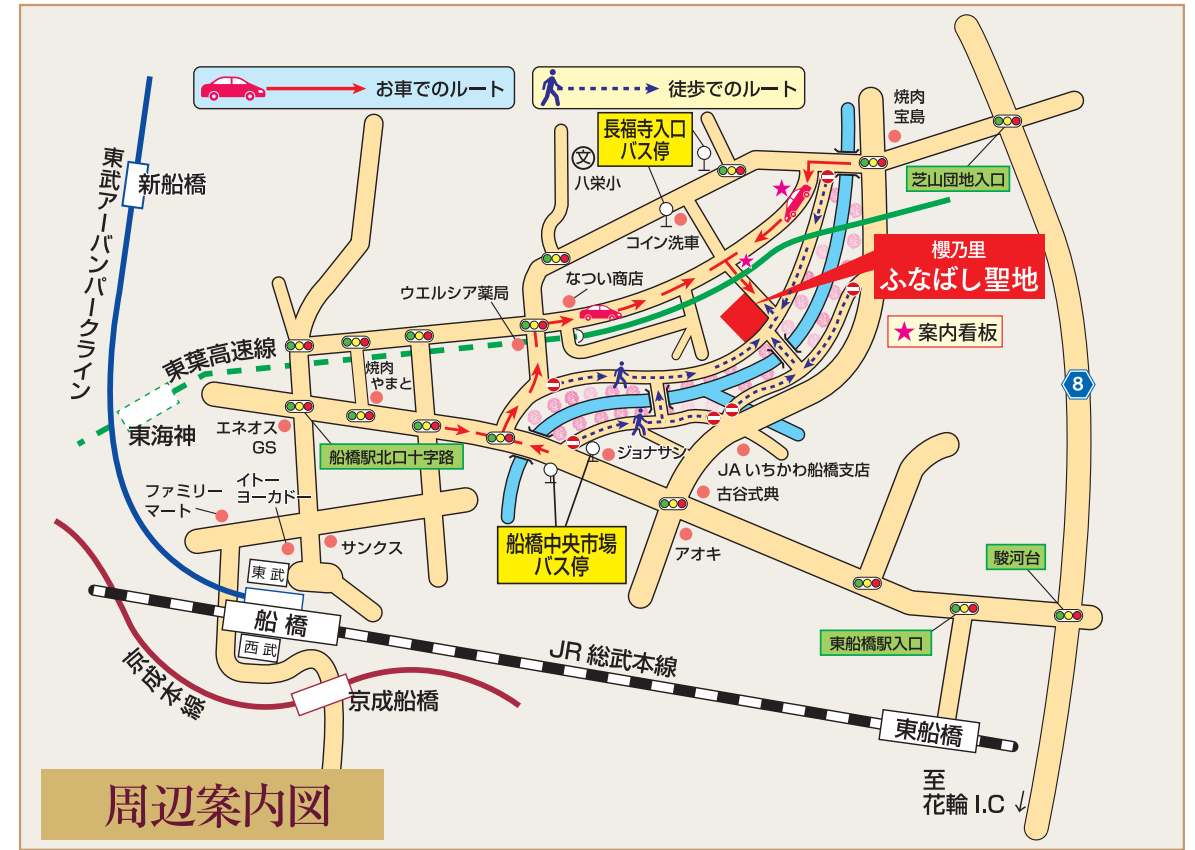 お車でのルート
徒歩でのルート
焼肉
宝島
長福寺入口
バス停
文
八栄小
芝山団地入口
東武アーバンパークライン
新船橋
コイン洗車
櫻乃里
ふなばし聖地
なつい商店
ウエルシア薬局
案内看板
東葉高速線
焼肉
やまと
8
東海神
エネオス
GS
船橋駅北口十字路
ジョナサン
JA いちかわ船橋支店
古谷式典
イトー
ヨーカドー
ファミリー
マート
サンクス
船橋中央市場
バス停
アオキ
駿河台
東武
船橋
西武
東船橋駅入口
JR 総武本線
京成本線
京成船橋
東船橋
至
花輪 I.C
周辺案内図